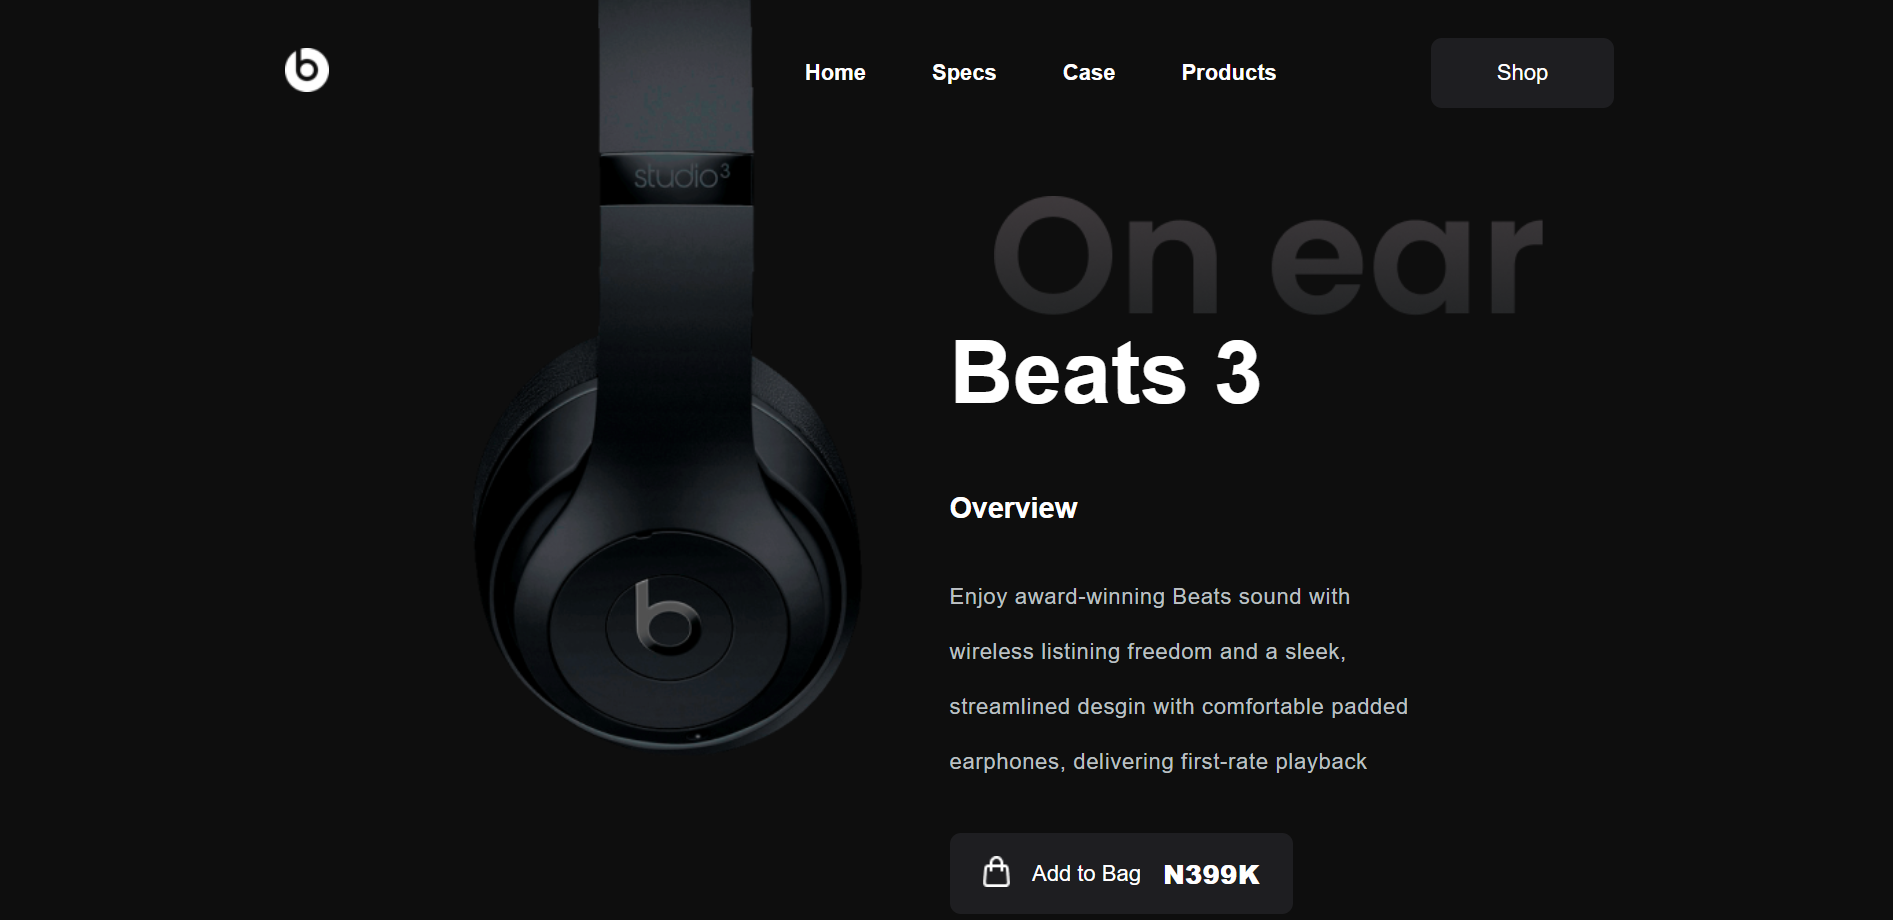 Home
Specs
Case
Products
Shop
studio³
On ear
Beats 3
Overview
Enjoy award-winning Beats sound with
wireless listining freedom and a sleek,
streamlined desgin with comfortable padded
earphones, delivering first-rate playback
Add to Bag N399K